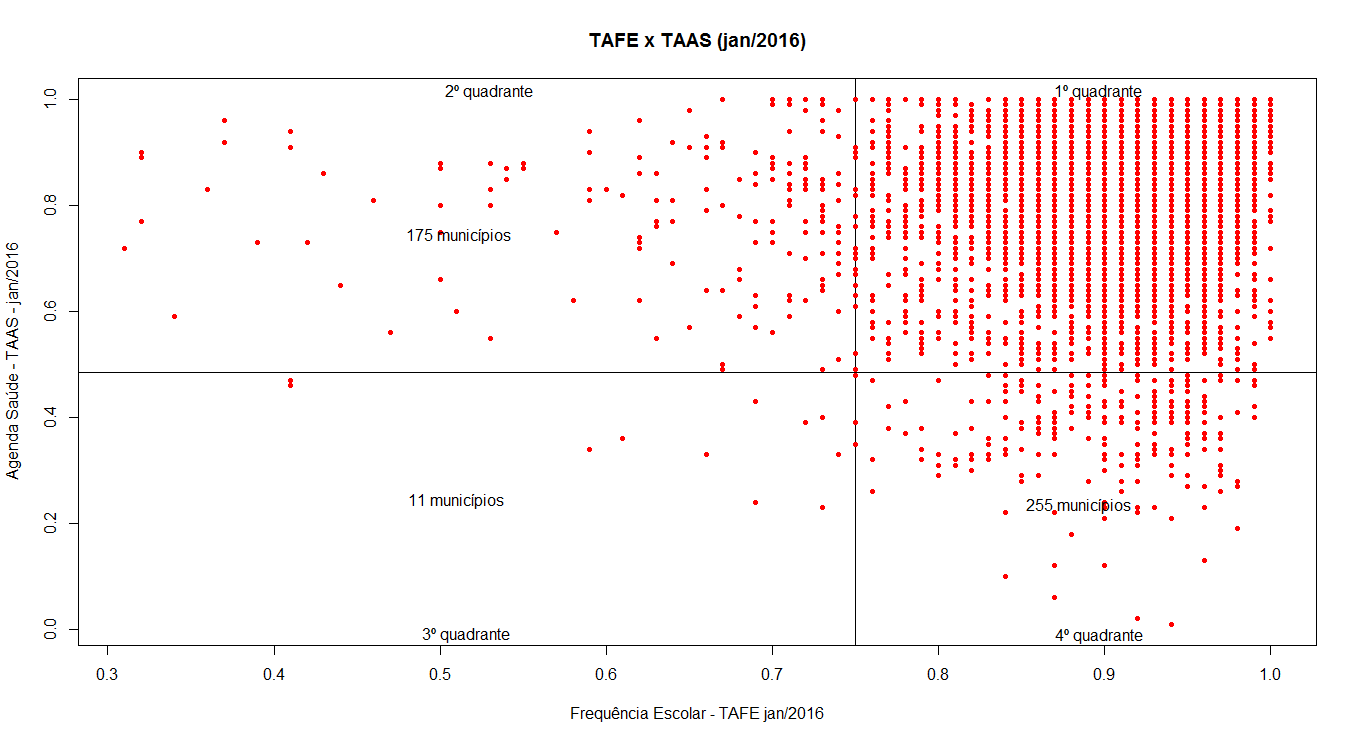 TAFE x TAAS (jan/2016)
2º quadrante
1º quadrante
175 municípios
11 municípios
255 municípios
3º quadrante
4º quadrante
Agenda Saúde - TAAS - jan/2016
0.0
0.2
0.4
0.6
0.8
1.0
0.3
0.4
0.5
0.6
0.7
0.8
0.9
1.0
Frequência Escolar - TAFE jan/2016